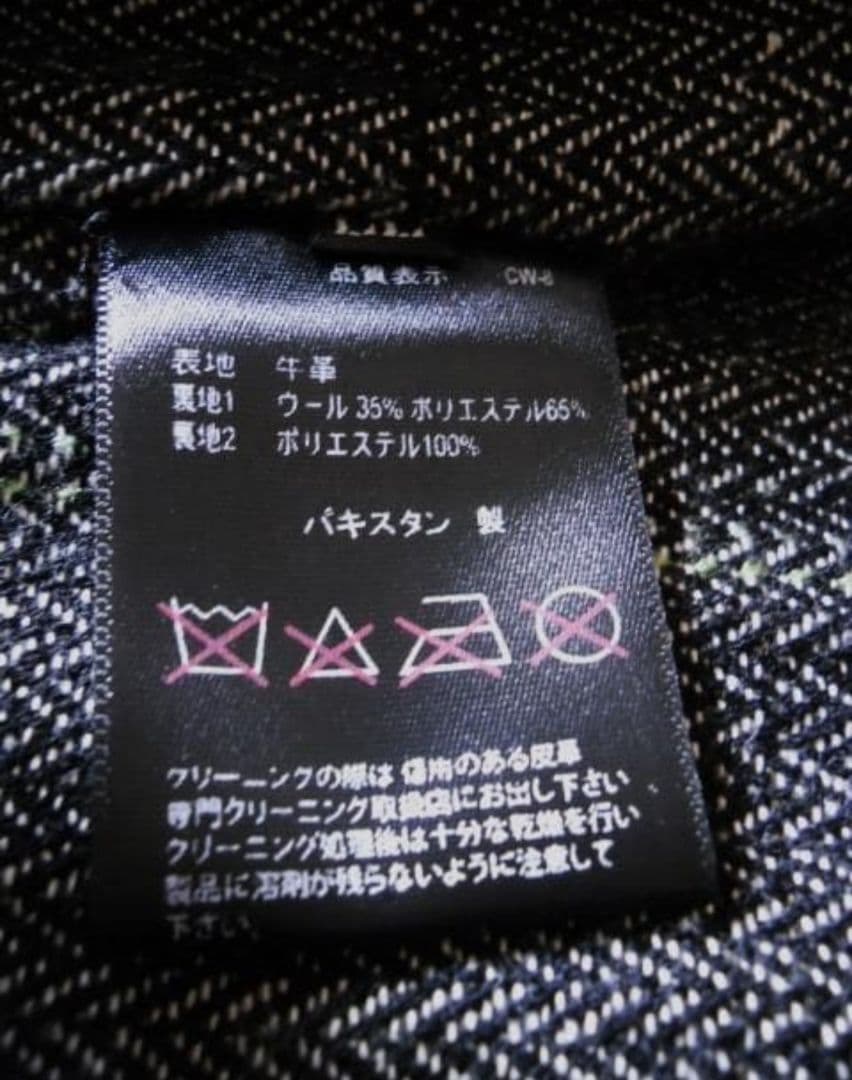 品質表示 CW-8
表地 牛革
裏地1 ウール 35% ポリエステル65%
裏地2 ポリエステル100%
パキスタン 製
クリーニングの際は 信用のある皮革
専門クリーニング取扱店にお出し下さい
クリーニング処理後は十分な乾燥を行い
製品に溶剤が残らないように注意して
下さい